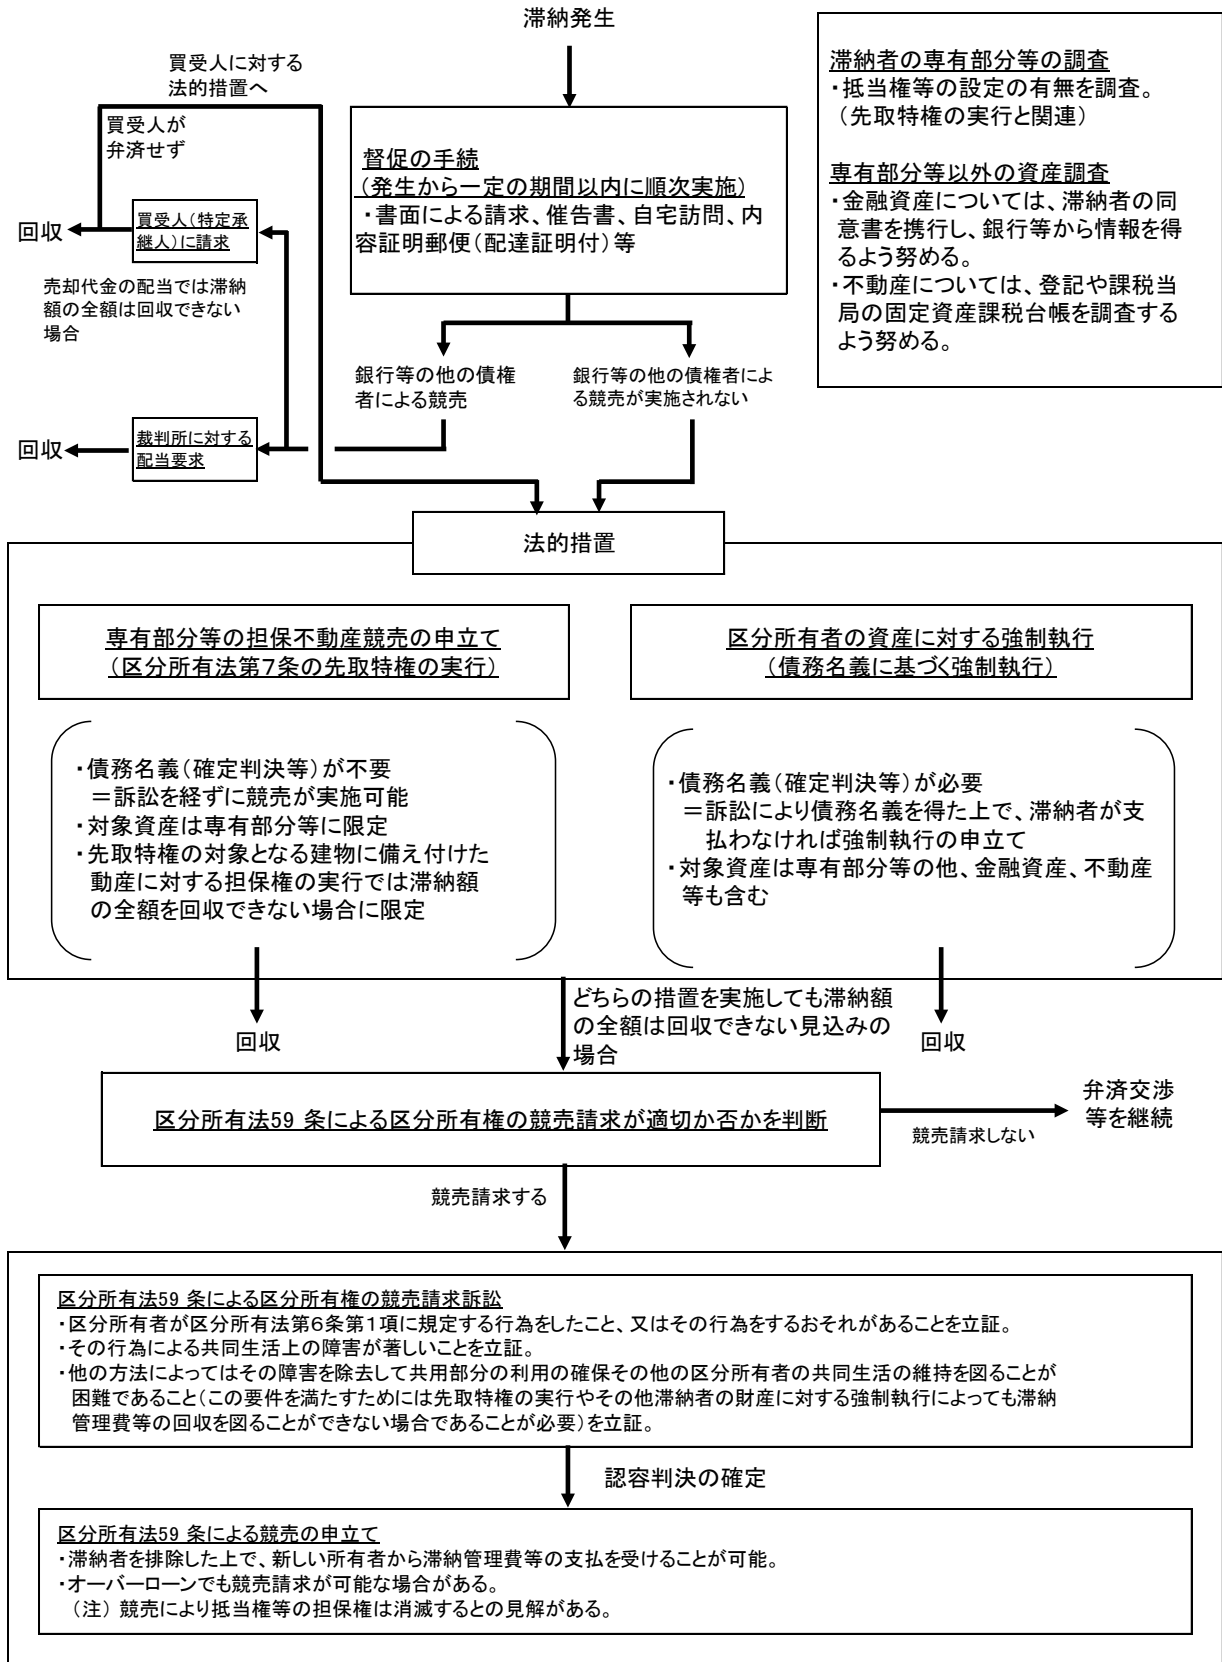 滞納発生
滞納者の専有部分等の調査
・抵当権等の設定の有無を調査。
（先取特権の実行と関連）
専有部分等以外の資産調査
・金融資産については、滞納者の同
意書を携行し、銀行等から情報を得
るよう努める。
・不動産については、登記や課税当
局の固定資産課税台帳を調査する
よう努める。
買受人に対する
法的措置へ
買受人が
弁済せず
督促の手続
（発生から一定の期間以内に順次実施）
・書面による請求、催告書、自宅訪問、内
容証明郵便（配達証明付）等
回収
買受人（特定承
継人）に請求
売却代金の配当では滞納
額の全額は回収できない
場合
銀行等の他の債権
者による競売
銀行等の他の債権者によ
る競売が実施されない
回収
裁判所に対する
配当要求
法的措置
専有部分等の担保不動産競売の申立て
（区分所有法第７条の先取特権の実行）
区分所有者の資産に対する強制執行
（債務名義に基づく強制執行）
・債務名義（確定判決等）が不要
＝訴訟を経ずに競売が実施可能
・対象資産は専有部分等に限定
・先取特権の対象となる建物に備え付けた
動産に対する担保権の実行では滞納額
の全額を回収できない場合に限定
・債務名義（確定判決等）が必要
＝訴訟により債務名義を得た上で、滞納者が支
払わなければ強制執行の申立て
・対象資産は専有部分等の他、金融資産、不動産
等も含む
回収
どちらの措置を実施しても滞納額
の全額は回収できない見込みの
場合
回収
区分所有法59 条による区分所有権の競売請求が適切か否かを判断
競売請求しない
弁済交渉
等を継続
競売請求する
区分所有法59 条による区分所有権の競売請求訴訟
・区分所有者が区分所有法第６条第１項に規定する行為をしたこと、又はその行為をするおそれがあることを立証。
・その行為による共同生活上の障害が著しいことを立証。
・他の方法によってはその障害を除去して共用部分の利用の確保その他の区分所有者の共同生活の維持を図ることが
困難であること（この要件を満たすためには先取特権の実行やその他滞納者の財産に対する強制執行によっても滞納
管理費等の回収を図ることができない場合であることが必要）を立証。
認容判決の確定
区分所有法59 条による競売の申立て
・滞納者を排除した上で、新しい所有者から滞納管理費等の支払を受けることが可能。
・オーバーローンでも競売請求が可能な場合がある。
（注） 競売により抵当権等の担保権は消滅するとの見解がある。